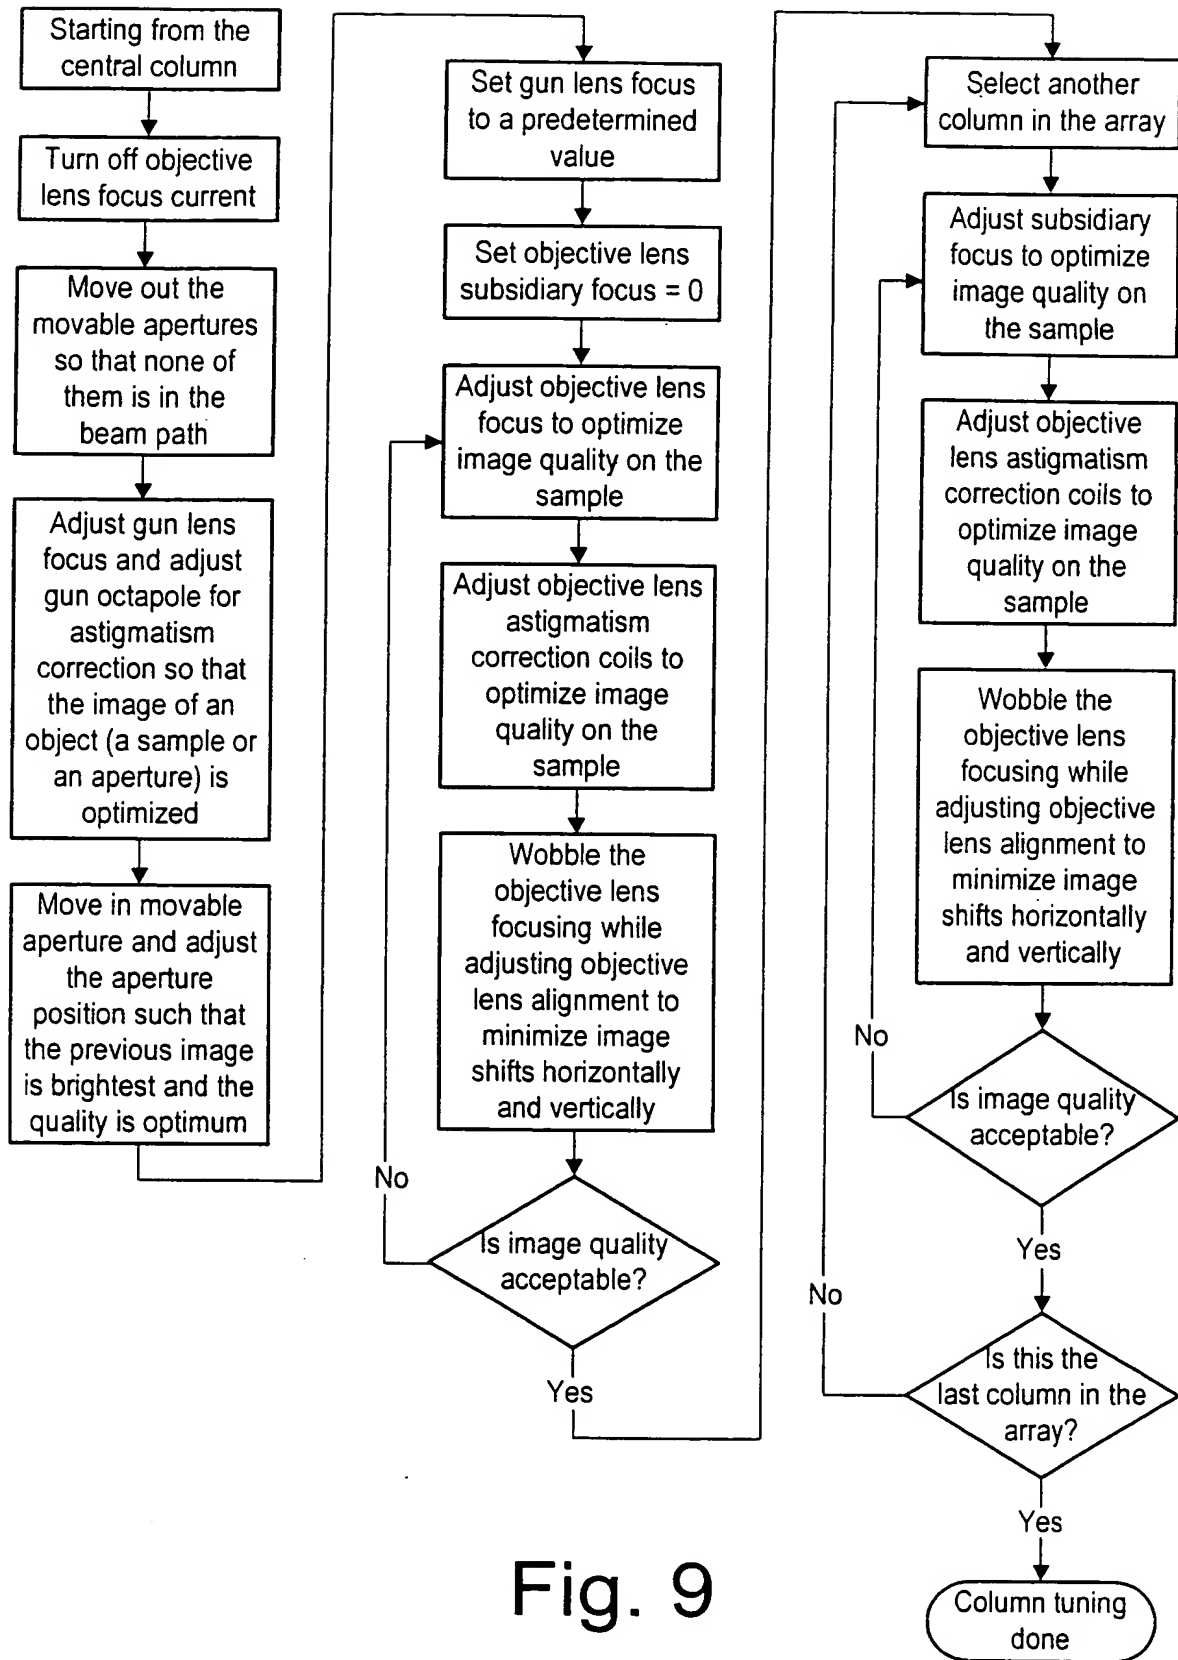 Starting from the
central column
Turn off objective
lens focus current
Move out the
movable apertures
so that none of
them is in the
beam path
Adjust gun lens
focus and adjust
gun octapole for
astigmatism
correction so that
the image of an
object (a sample or
an aperture) is
optimized
Move in movable
aperture and adjust
the aperture
position such that
the previous image
is brightest and the
quality is optimum
Set gun lens focus
to a predetermined
value
Set objective lens
subsidiary focus = 0
Adjust objective lens
focus to optimize
image quality on the
sample
Adjust objective lens
astigmatism
correction coils to
optimize image
quality on the
sample
Wobble the
objective lens
focusing while
adjusting objective
lens alignment to
minimize image
shifts horizontally
and vertically
No
Is image quality
acceptable?
Yes
Select another
column in the array
Adjust subsidiary
focus to optimize
image quality on
the sample
Adjust objective
lens astigmatism
correction coils to
optimize image
quality on the
sample
Wobble the
objective lens
focusing while
adjusting objective
lens alignment to
minimize image
shifts horizontally
and vertically
No
Is image quality
acceptable?
Yes
No
Is this the
last column in the
array?
Yes
Column tuning
done
Fig. 9